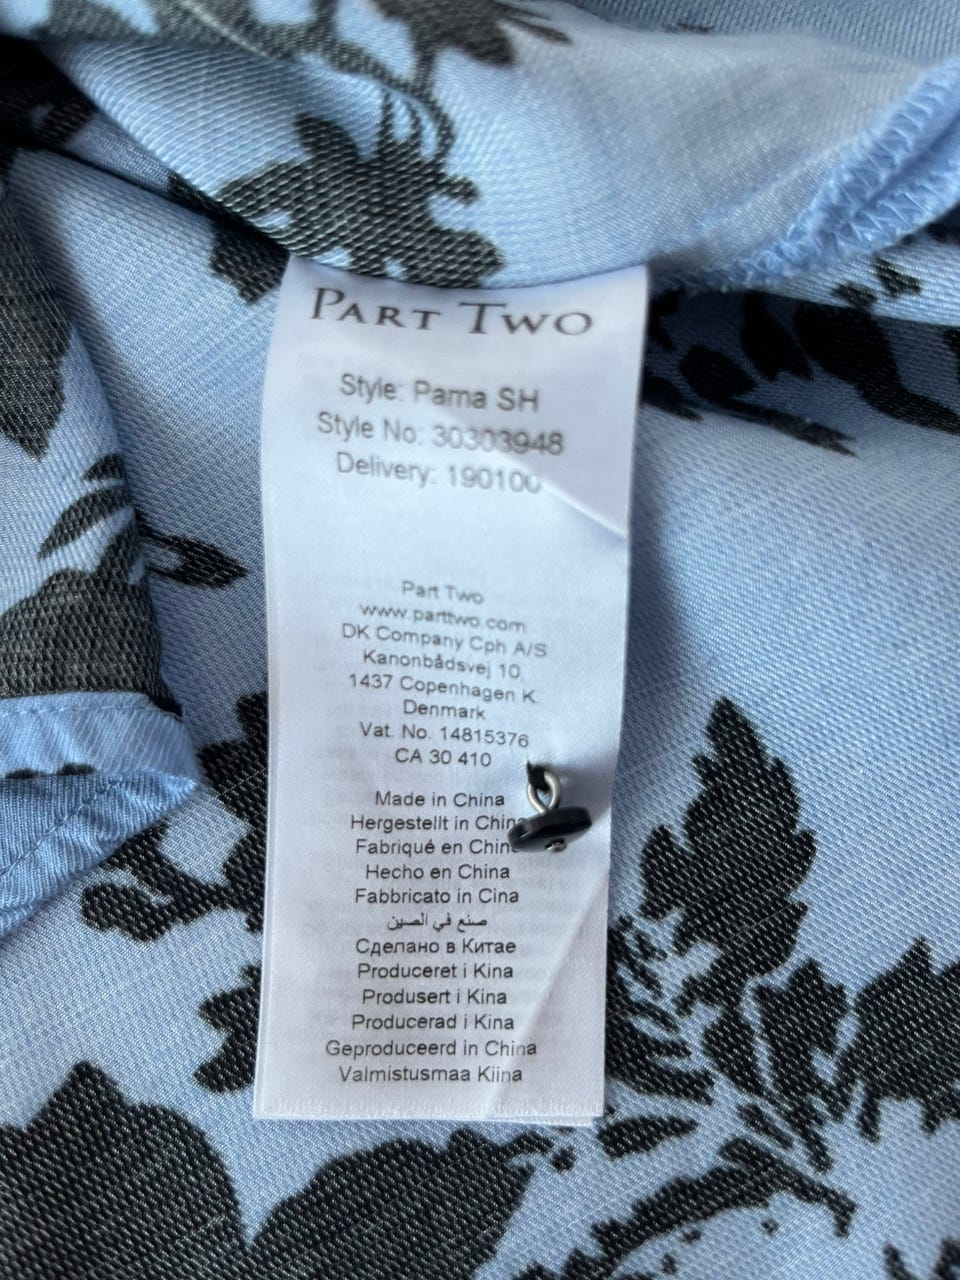 PART TWO
Style: Parna SH
Style No: 30303948
Delivery: 190100
Part Two
www.parttwo.com
DK Company Cph A/S
Kanonbådsvej 10,
1437 Copenhagen K.
Denmark
Vat. No. 14815376
CA 30 410
Made in China
Hergestellt in China
Fabriqué en Chine
Hecho en China
Fabbricato in Cina
صنع في الصين
Сделано в Китае
Produceret i Kina
Produsert i Kina
Producerad i Kina
Geproduceerd in China
Valmistusmaa Kiina